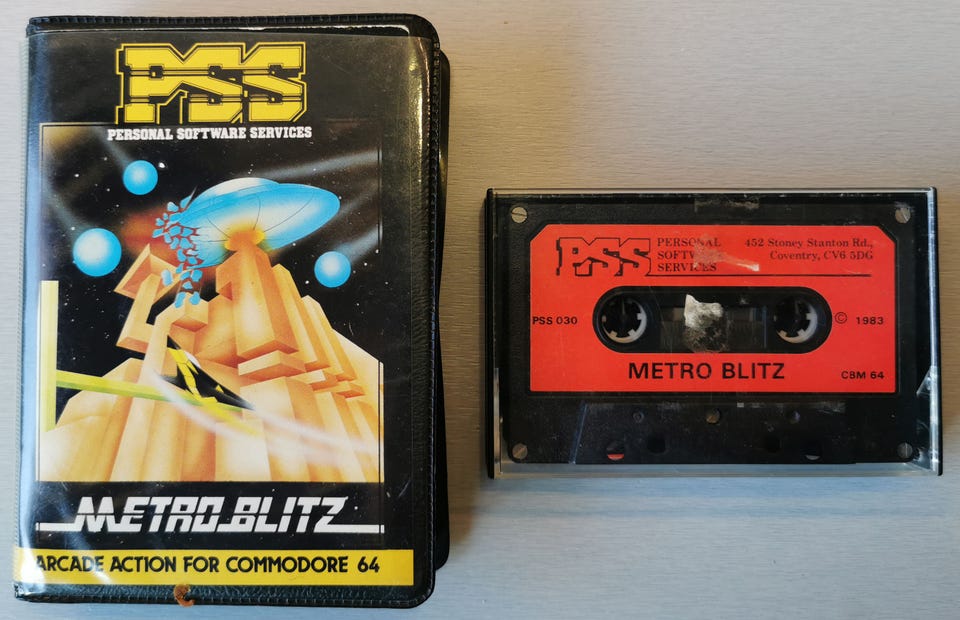 PSS
PERSONAL SOFTWARE SERVICES
METRO BLITZ
ARCADE ACTION FOR COMMODORE 64
PSS
PERSONAL
SOFTWARE
SERVICES
452 Stoney Stanton Rd.,
Coventry, CV6 5DG
PSS 030
© 1983
METRO BLITZ
CBM 64